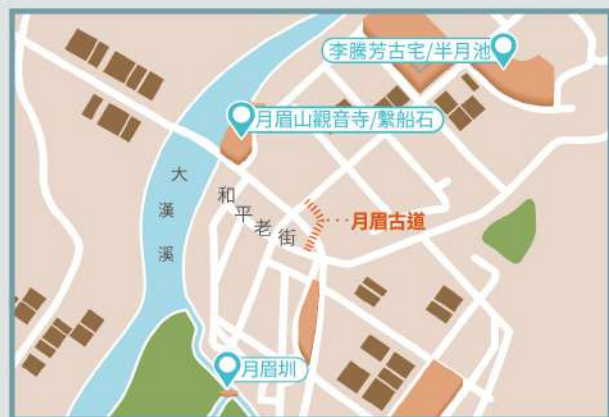 李騰芳古宅/半月池
月眉山觀音寺/繫船石
大漢溪
和平老街
月眉古道
月眉圳